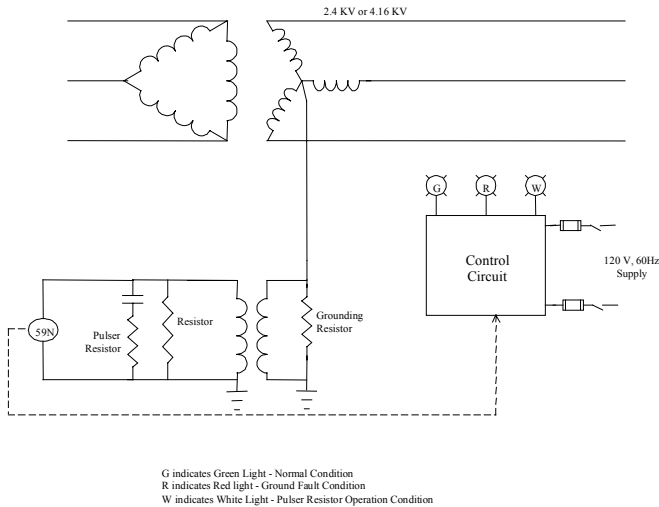 2.4 KV or 4.16 KV
G
R
W
Control
Circuit
120 V, 60Hz
Supply
59N
Pulser
Resistor
Resistor
Grounding
Resistor
G indicates Green Light - Normal Condition
R indicates Red light - Ground Fault Condition
W indicates White Light - Pulser Resistor Operation Condition